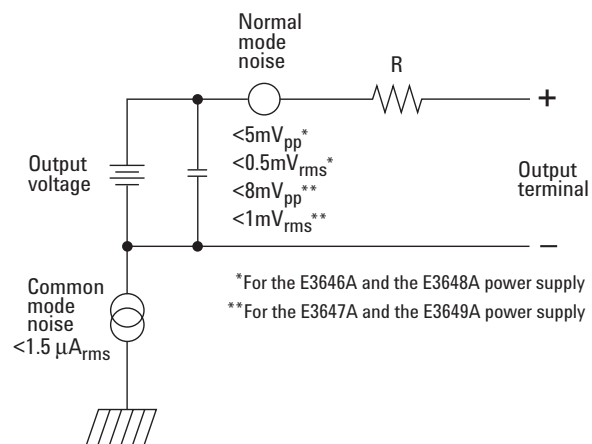 Normal
mode
noise
R
+
<5mVpp*
<0.5mVrms*
<8mVpp**
<1mVrms**
Output
voltage
Output
terminal
−
*For the E3646A and the E3648A power supply
**For the E3647A and the E3649A power supply
Common
mode
noise
<1.5 µArms